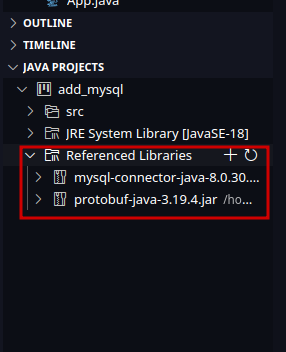 App.java
OUTLINE
TIMELINE
JAVA PROJECTS
add_mysql
src
JRE System Library [JavaSE-18]
Referenced Libraries
mysql-connector-java-8.0.30....
protobuf-java-3.19.4.jar /ho...